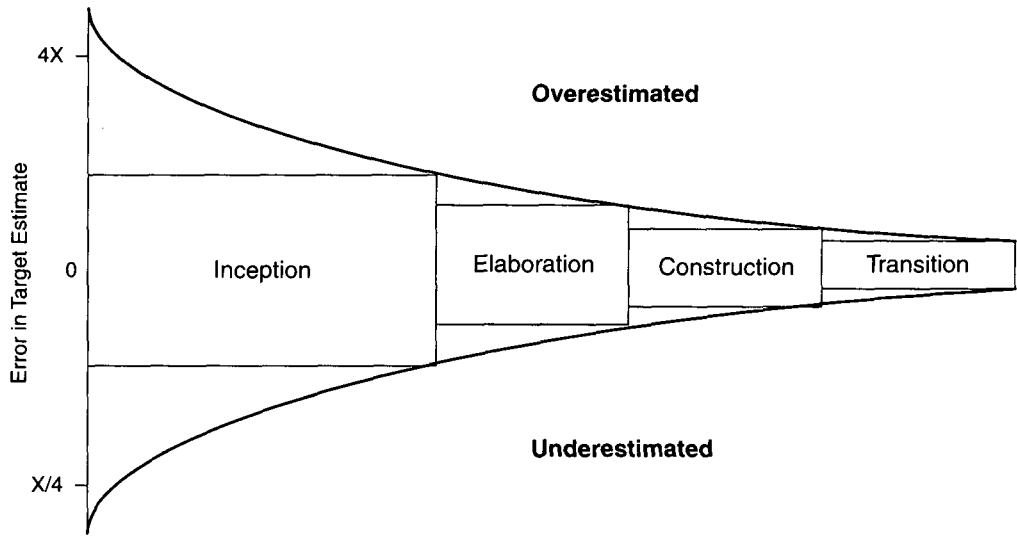 4X
Overestimated
Error in Target Estimate
0
Inception
Elaboration
Construction
Transition
Underestimated
X/4